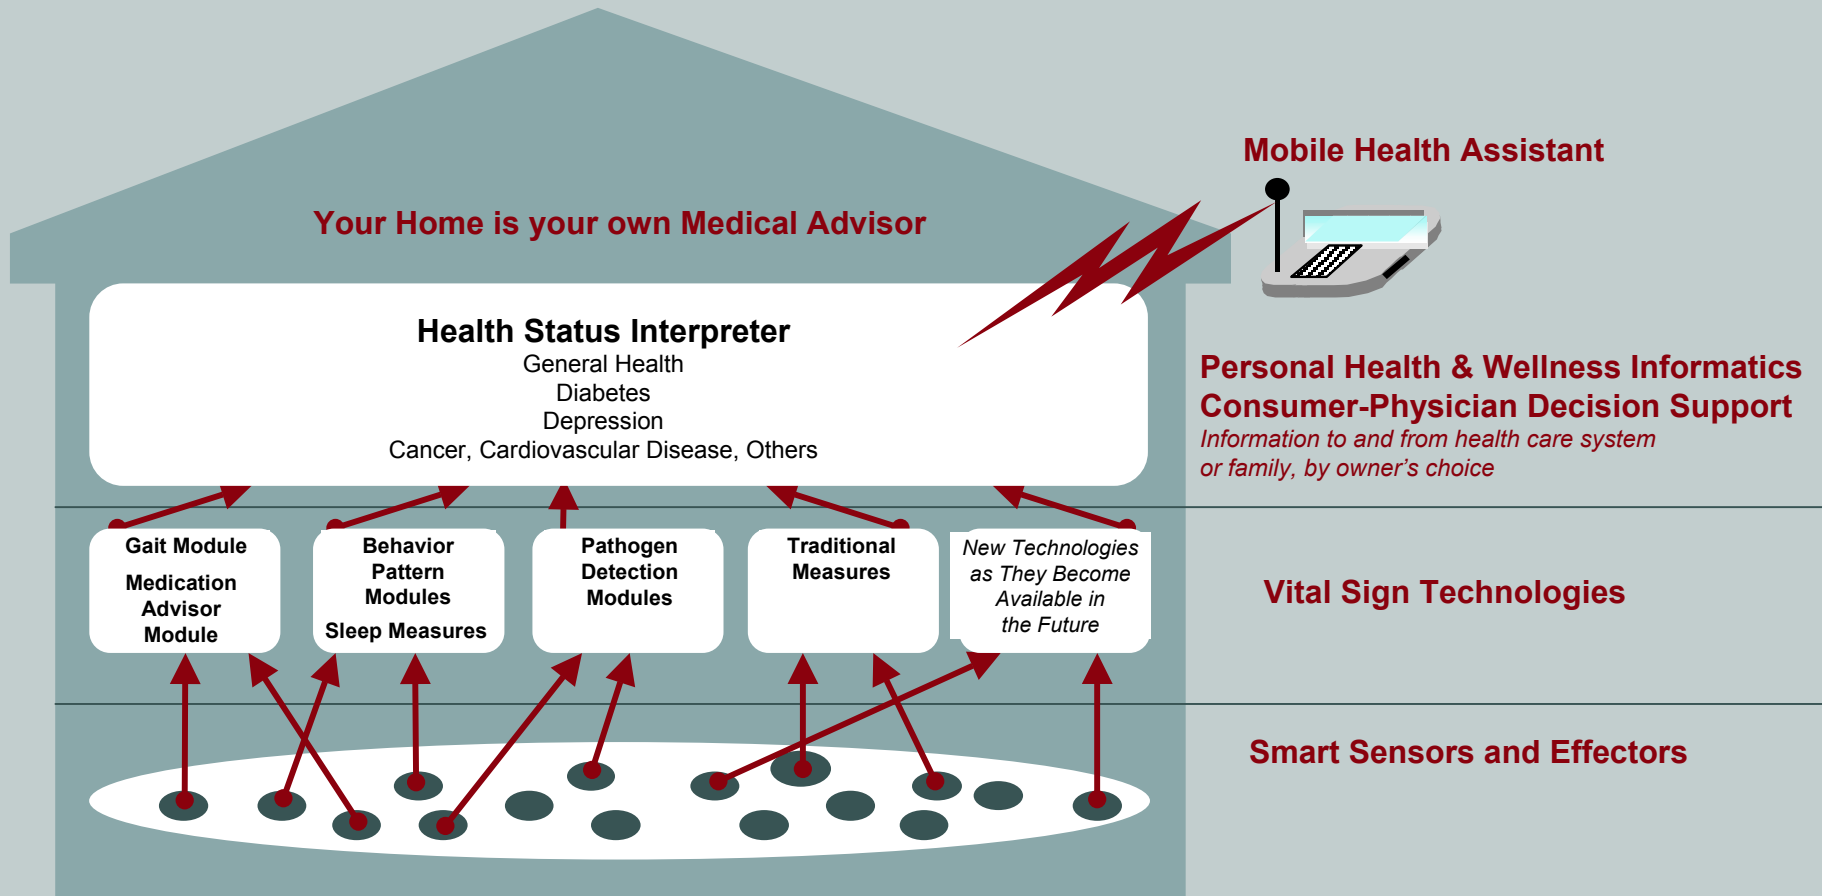 Mobile Health Assistant
Your Home is your own Medical Advisor
Health Status Interpreter
General Health
Diabetes
Depression
Cancer, Cardiovascular Disease, Others
Personal Health & Wellness Informatics
Consumer-Physician Decision Support
Information to and from health care system
or family, by owner's choice
Gait Module
Medication
Advisor
Module
Behavior
Pattern
Modules
Sleep Measures
Pathogen
Detection
Modules
Traditional
Measures
New Technologies
as They Become
Available in
the Future
Vital Sign Technologies
Smart Sensors and Effectors